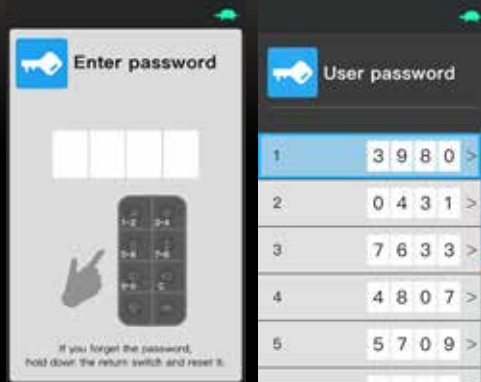 Enter password
1-2 3-4
5-6 7-8
9-0 C
If you forget the password,
hold down the return switch and reset it.
User password
1 3 9 8 0 >
2 0 4 3 1 >
3 7 6 3 3 >
4 4 8 0 7 >
5 5 7 0 9 >